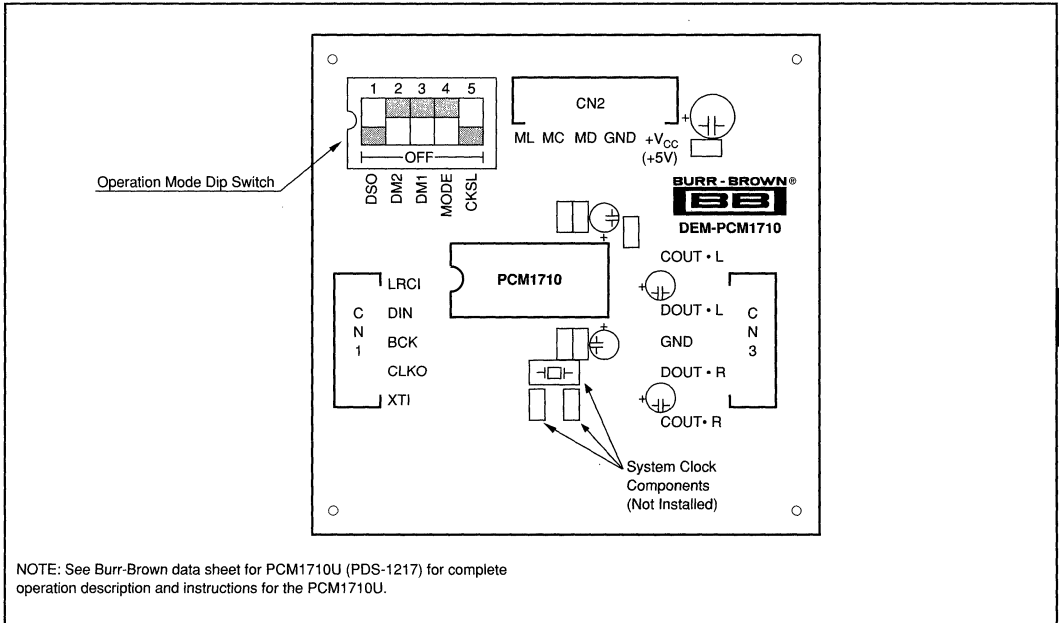 1 2 3 4 5
OFF
DSO
DM2
DM1
MODE
CKSL
Operation Mode Dip Switch
CN2
ML MC MD GND +VCC
(+5V)
+
BURR-BROWN®
BB
DEM-PCM1710
+
PCM1710
COUT • L
+
DOUT • L
GND
DOUT • R
+
COUT • R
CN3
CN1
LRCI
DIN
BCK
CLKO
XTI
+
System Clock
Components
(Not Installed)
NOTE: See Burr-Brown data sheet for PCM1710U (PDS-1217) for complete
operation description and instructions for the PCM1710U.